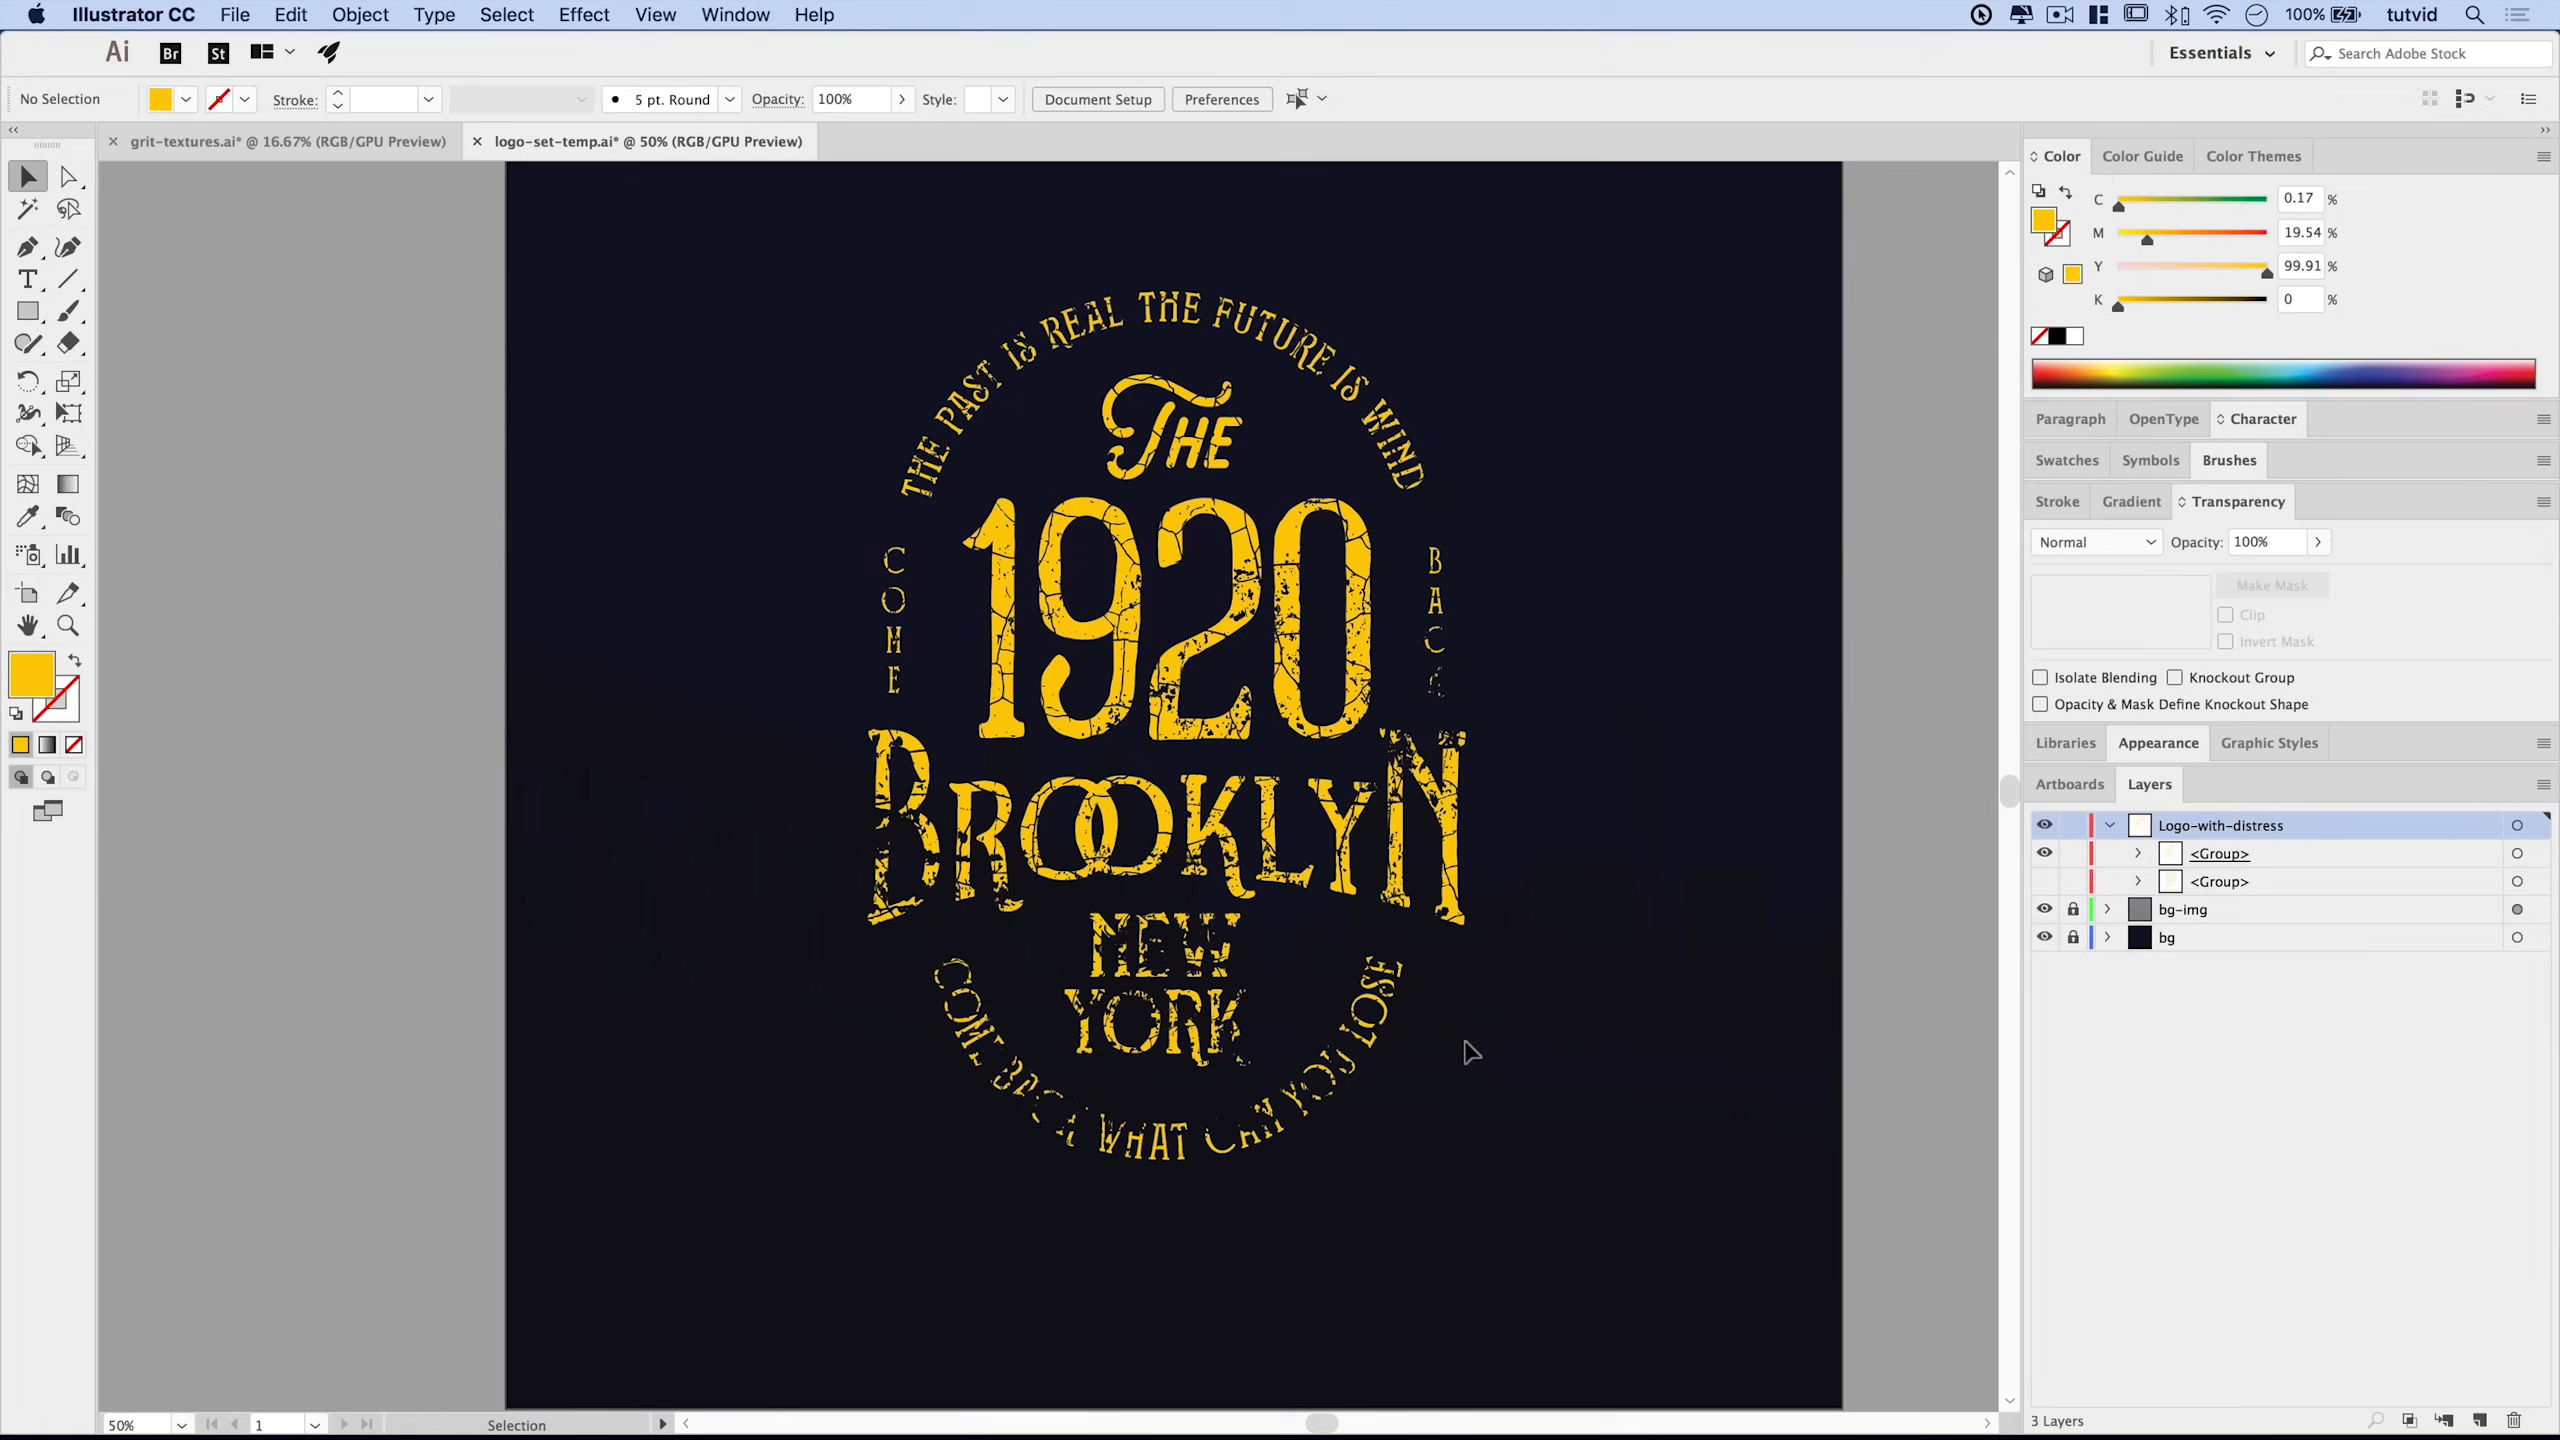 Illustrator CC File Edit Object Type Select Effect View Window Help 100% tutvid
Ai Br St Essentials Search Adobe Stock
No Selection Stroke: 5 pt. Round Opacity: 100% Style: Document Setup Preferences
grit-textures.ai* @ 16.67% (RGB/GPU Preview) logo-set-temp.ai* @ 50% (RGB/GPU Preview)
Color Color Guide Color Themes
C 0.17 %
M 19.54 %
Y 99.91 %
K 0 %
Paragraph OpenType Character
Swatches Symbols Brushes
Stroke Gradient Transparency
Normal Opacity: 100%
Make Mask
Clip
Invert Mask
Isolate Blending Knockout Group
Opacity & Mask Define Knockout Shape
Libraries Appearance Graphic Styles
Artboards Layers
Logo-with-distress
<Group>
<Group>
bg-img
bg
3 Layers
THE PAST IS REAL THE FUTURE IS WIND
THE
1920
COME
BAC
BROOKLYN
NEW
YORK
COME BACK WHAT CAN YOU LOSE
50% 1 Selection